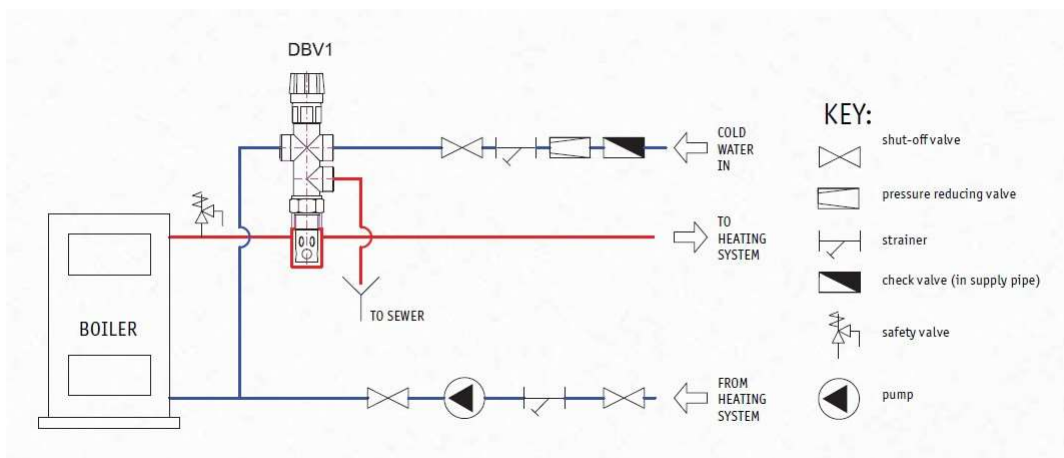 DBV1
COLD
WATER
IN
TO
HEATING
SYSTEM
TO SEWER
BOILER
FROM
HEATING
SYSTEM
KEY:
shut-off valve
pressure reducing valve
strainer
check valve (in supply pipe)
safety valve
pump